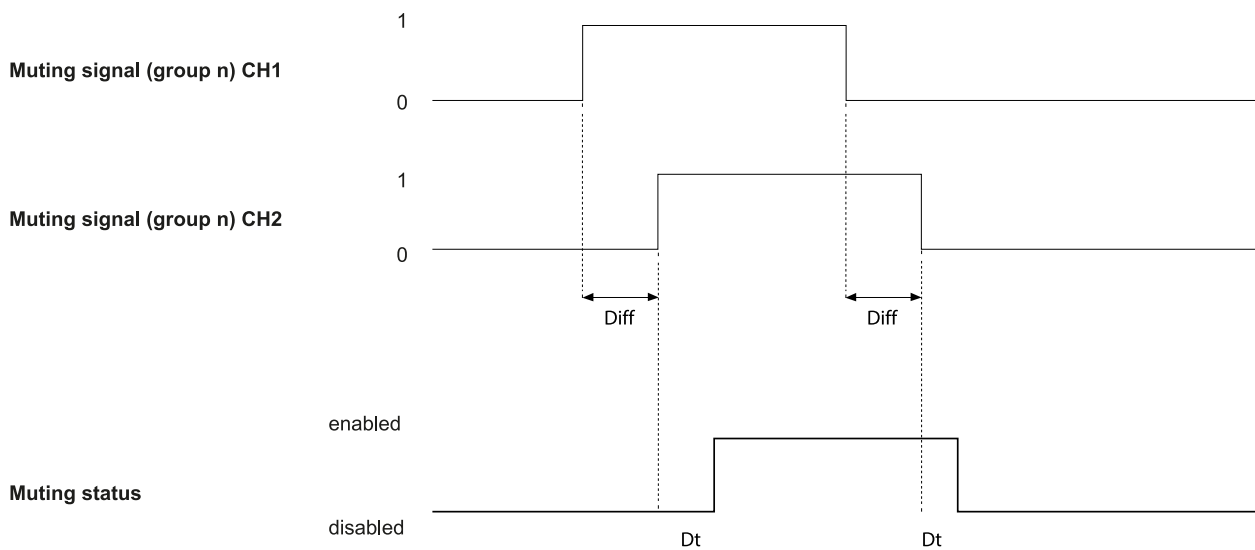 1
Muting signal (group n) CH1
0
1
Muting signal (group n) CH2
0
Diff Diff
enabled
Muting status
disabled
Dt Dt